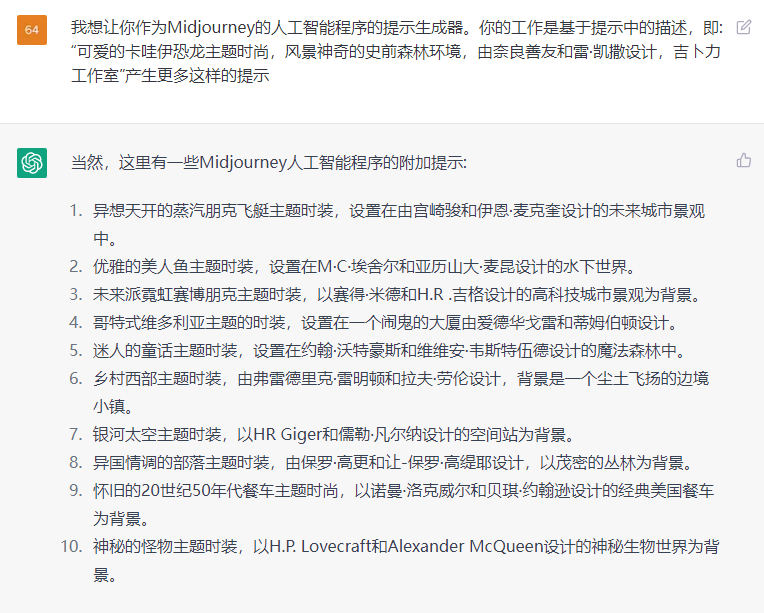 64
我想让你作为Midjourney的人工智能程序的提示生成器。你的工作是基于提示中的描述，即:
“可爱的卡哇伊恐龙主题时尚，风景神奇的史前森林环境，由奈良善友和雷·凯撒设计，吉卜力
工作室”产生更多这样的提示
当然，这里有一些Midjourney人工智能程序的附加提示:
1. 异想天开的蒸汽朋克飞艇主题时装，设置在由宫崎骏和伊恩·麦克奎设计的未来城市景观
中。
2. 优雅的美人鱼主题时装，设置在M·C·埃舍尔和亚历山大·麦昆设计的水下世界。
3. 未来派霓虹赛博朋克主题时装，以赛得·米德和H.R .吉格设计的高科技城市景观为背景。
4. 哥特式维多利亚主题的时装，设置在一个闹鬼的大厦由爱德华戈雷和蒂姆伯顿设计。
5. 迷人的童话主题时装，设置在约翰·沃特豪斯和维维安·韦斯特伍德设计的魔法森林中。
6. 乡村西部主题时装，由弗雷德里克·雷明顿和拉夫·劳伦设计，背景是一个尘土飞扬的边境
小镇。
7. 银河太空主题时装，以HR Giger和儒勒·凡尔纳设计的空间站为背景。
8. 异国情调的部落主题时装，由保罗·高更和让-保罗·高缇耶设计，以茂密的丛林为背景。
9. 怀旧的20世纪50年代餐车主题时尚，以诺曼·洛克威尔和贝琪·约翰逊设计的经典美国餐车
为背景。
10. 神秘的怪物主题时装，以H.P. Lovecraft和Alexander McQueen设计的神秘生物世界为背
景。